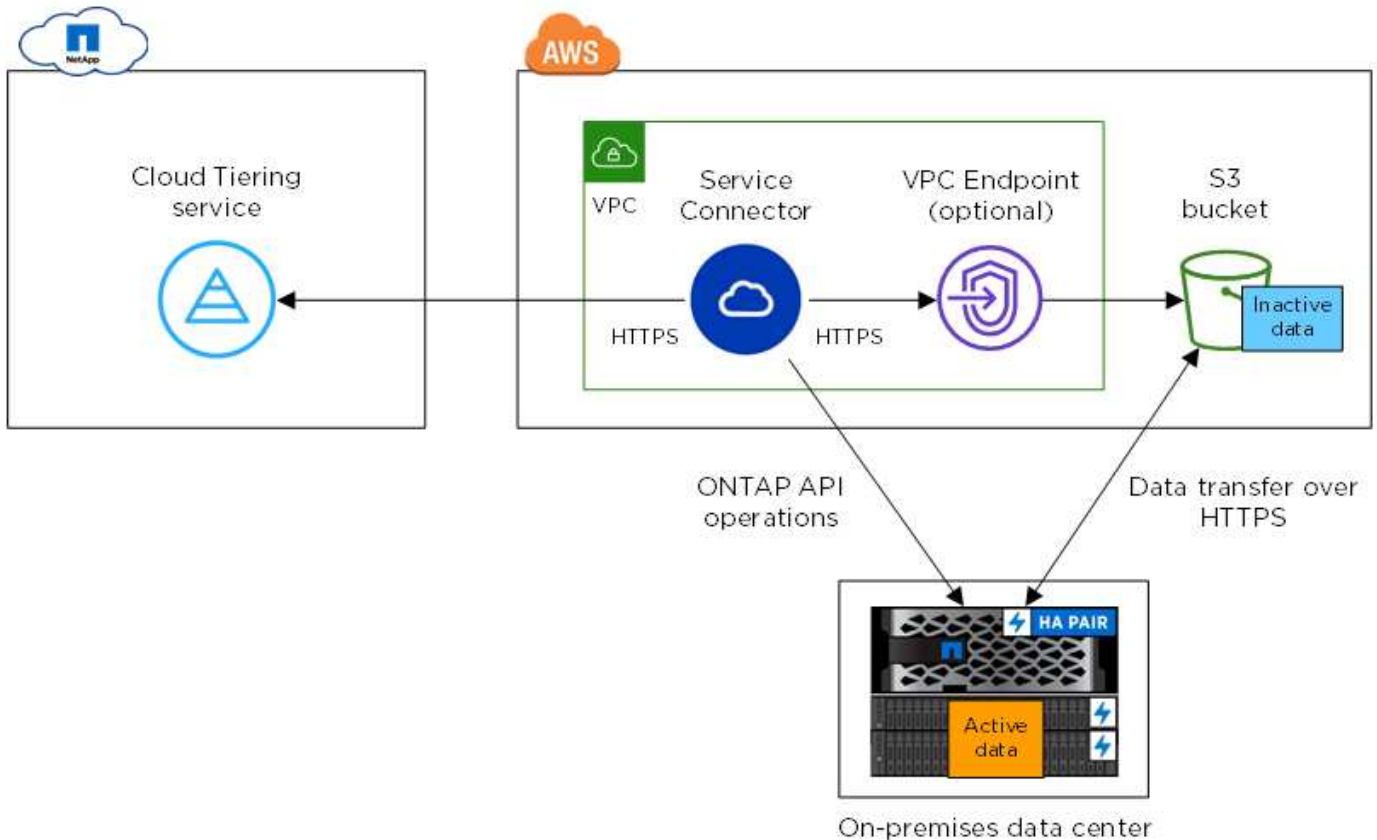 NetApp
AWS
Cloud Tiering
service
VPC
Service
Connector
VPC Endpoint
(optional)
S3
bucket
HTTPS
HTTPS
Inactive
data
ONTAP API
operations
Data transfer over
HTTPS
HA PAIR
Active
data
On-premises data center